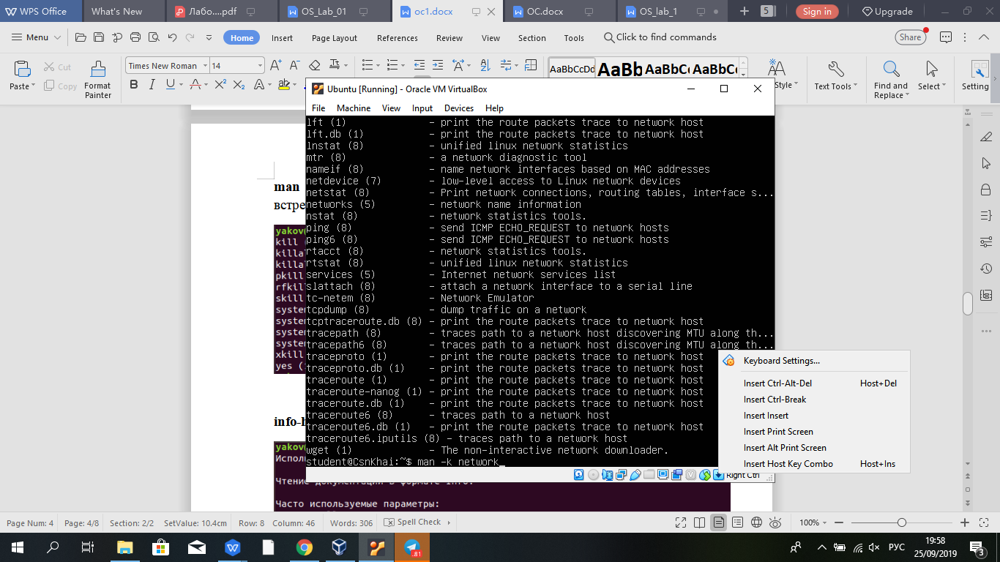 WPS Office What's New Лабо....pdf OS_Lab_01 oc1.docx ОС.docx OS_lab_1 5 Sign in Upgrade
Menu Home Insert Page Layout References Review View Section Tools Click to find commands Share
Paste Cut Copy Format Painter Times New Roman 14 AaBbCcDd AaBb AaBbC AaBbC Style Text Tools Find and Replace Select Setting
Ubuntu [Running] - Oracle VM VirtualBox
File Machine View Input Devices Help
lft (1) - print the route packets trace to network host
lft.db (1) - print the route packets trace to network host
lnstat (8) - unified linux network statistics
mtr (8) - a network diagnostic tool
nameif (8) - name network interfaces based on MAC addresses
netdevice (7) - low-level access to Linux network devices
netstat (8) - Print network connections, routing tables, interface s...
networks (5) - network name information
nstat (8) - network statistics tools.
ping (8) - send ICMP ECHO_REQUEST to network hosts
ping6 (8) - send ICMP ECHO_REQUEST to network hosts
rtacct (8) - network statistics tools.
rtstat (8) - unified linux network statistics
services (5) - Internet network services list
slattach (8) - attach a network interface to a serial line
tc-netem (8) - Network Emulator
tcpdump (8) - dump traffic on a network
tcptraceroute.db (8) - print the route packets trace to network host
tracepath (8) - traces path to a network host discovering MTU along th...
tracepath6 (8) - traces path to a network host discovering MTU along th...
traceproto (1) - print the route packets trace to network host
traceproto.db (1) - print the route packets trace to network host
traceroute (1) - print the route packets trace to network host
traceroute-nanog (1) - print the route packets trace to network host
traceroute.db (1) - print the route packets trace to network host
traceroute6 (8) - traces path to a network host
traceroute6.db (1) - print the route packets trace to network host
traceroute6.iputils (8) - traces path to a network host
wget (1) - The non-interactive network downloader.
student@CsnKhai:~$ man -k network_
Right Ctrl
Keyboard Settings...
Insert Ctrl-Alt-Del Host+Del
Insert Ctrl-Break
Insert Insert
Insert Print Screen
Insert Alt Print Screen
Insert Host Key Combo Host+Ins
man
встре
yakov
kill
killa
killa
pkill
rfkil
skill
system
system
system
system
xkill
yes (
info-
yakov
Исполь
Чтение документации в формате info.
Часто используемые параметры:
Page Num: 4 Page: 4/8 Section: 2/2 SetValue: 10.4cm Row: 8 Column: 46 Words: 306 Spell Check 100%
81 РУС 19:58
25/09/2019 3